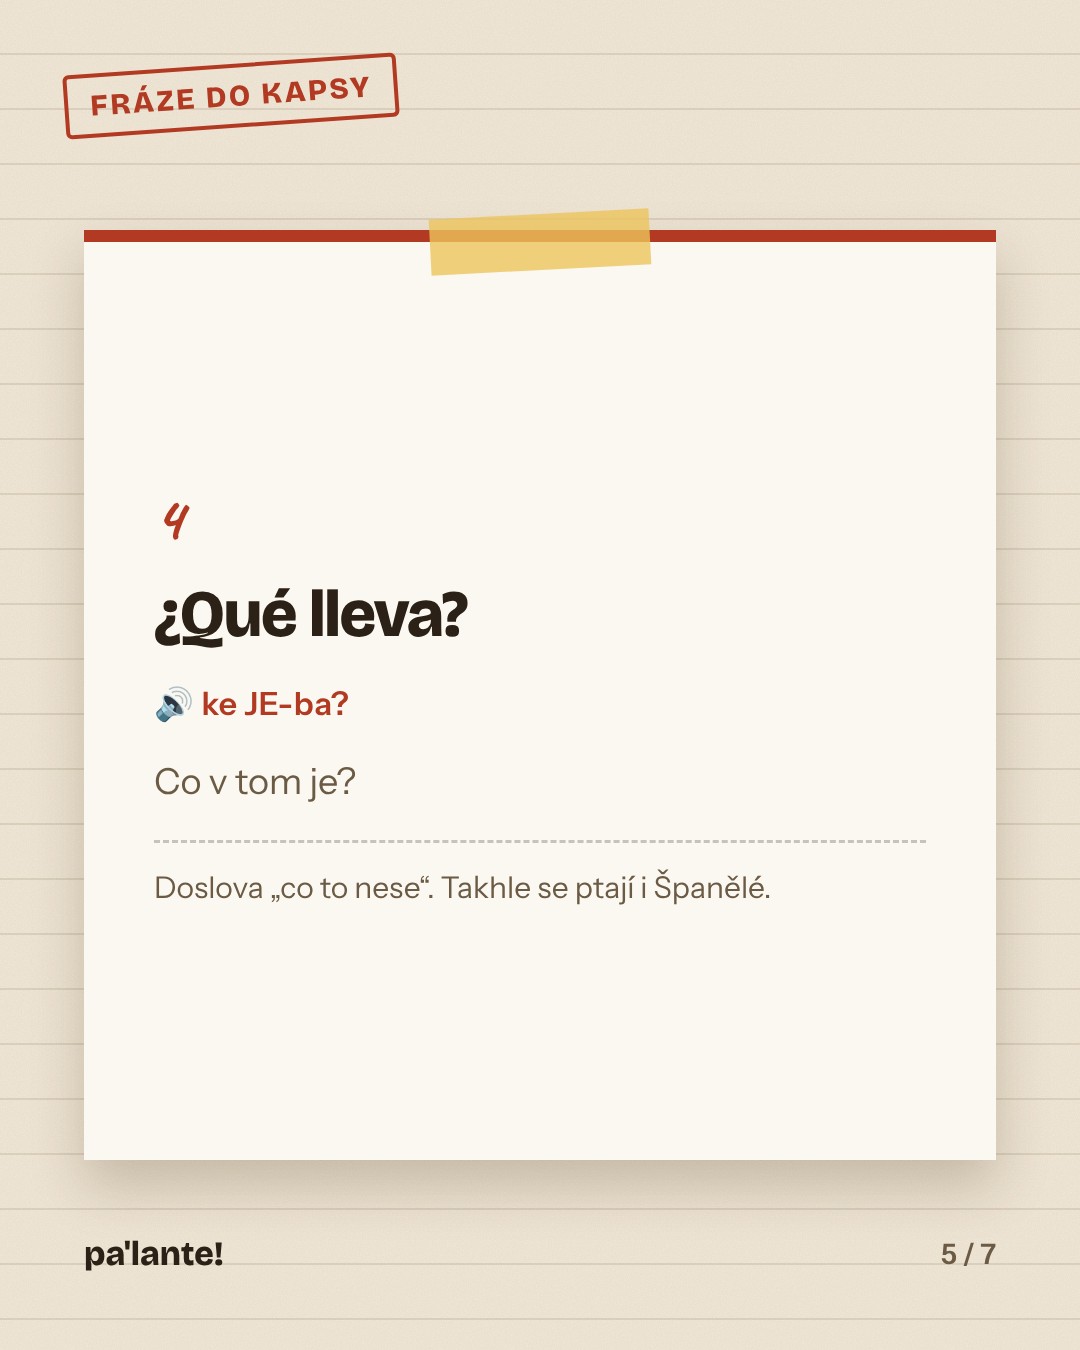 FRÁZE DO KAPSY
4
¿Qué lleva?
🔊 ke JE-ba?
Co v tom je?
Doslova „co to nese“. Takhle se ptají i Španělé.
pa'lante!
5 / 7